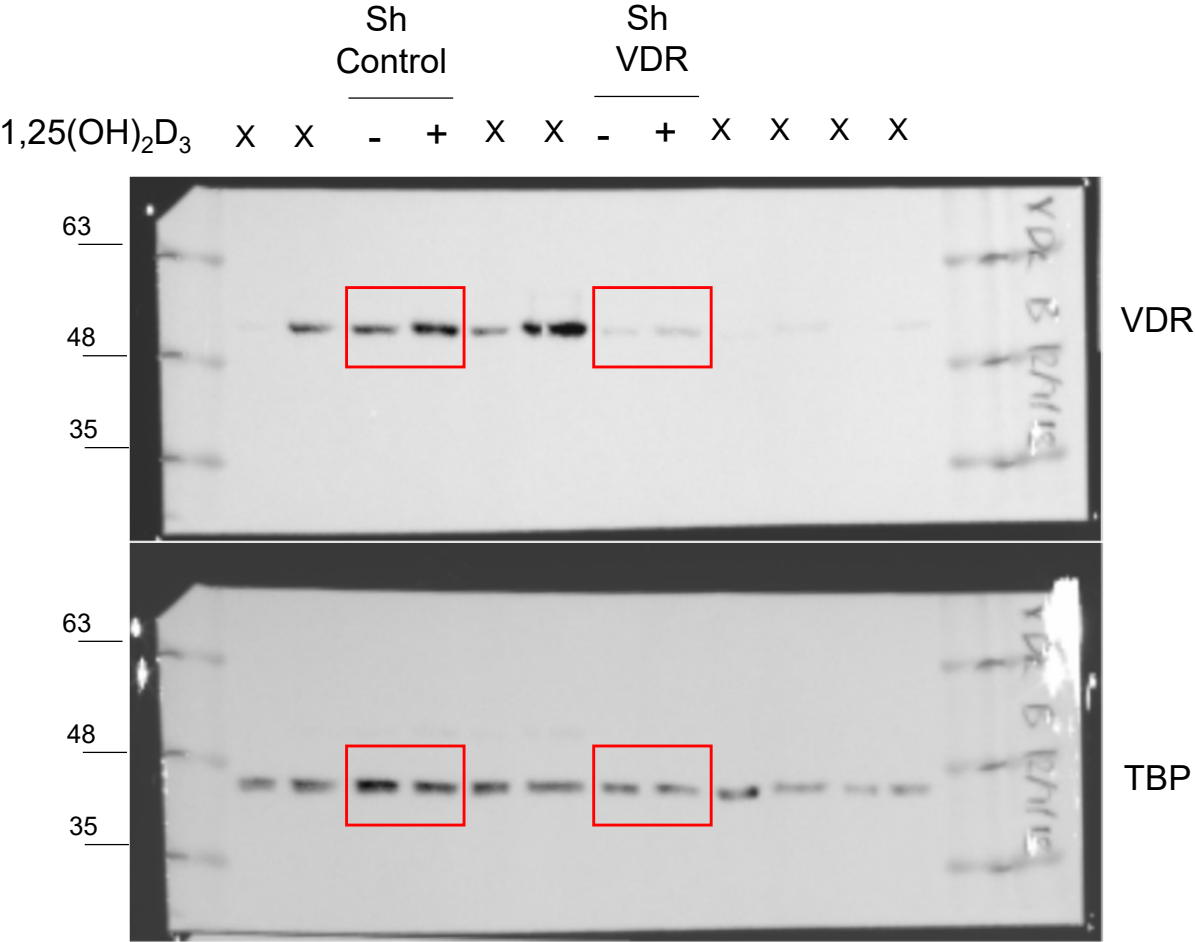 Sh
Control
Sh
VDR
1,25(OH)₂D₃ X X - + X X - + X X X X
63
48
35
VDR
63
48
35
TBP